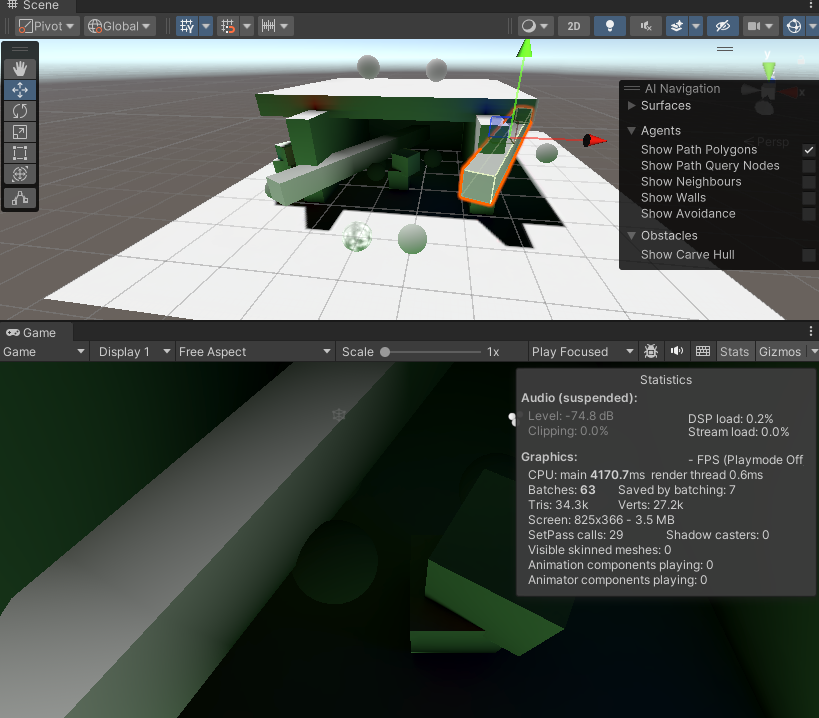 Scene
Pivot Global 2D
AI Navigation
Surfaces
Agents
Show Path Polygons
Show Path Query Nodes
Show Neighbours
Show Walls
Show Avoidance
Obstacles
Show Carve Hull
y
x
Persp
Game
Game Display 1 Free Aspect Scale 1x Play Focused Stats Gizmos
Statistics
Audio (suspended):
Level: -74.8 dB DSP load: 0.2%
Clipping: 0.0% Stream load: 0.0%
Graphics: - FPS (Playmode Off
CPU: main 4170.7ms render thread 0.6ms
Batches: 63 Saved by batching: 7
Tris: 34.3k Verts: 27.2k
Screen: 825x366 - 3.5 MB
SetPass calls: 29 Shadow casters: 0
Visible skinned meshes: 0
Animation components playing: 0
Animator components playing: 0